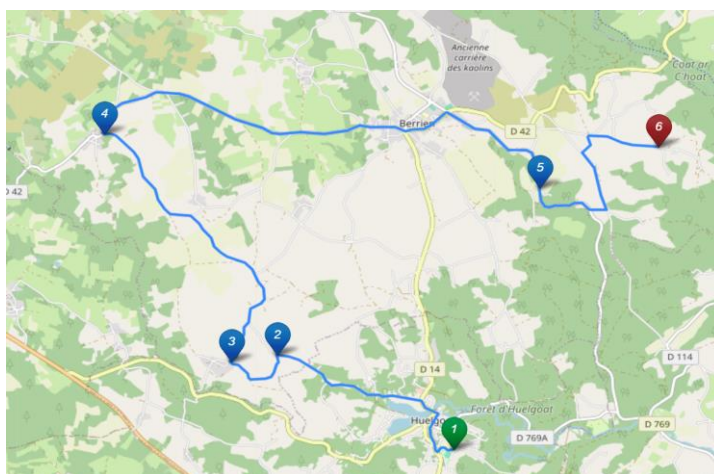 Ancienne
carrière
des kaolins
Coat ar
C'hoat
4
Berrien
D 42
6
5
D 42
3
2
D 114
D 14
Forêt d'Huelgoat
1
Huelgo
D 769A
D 769